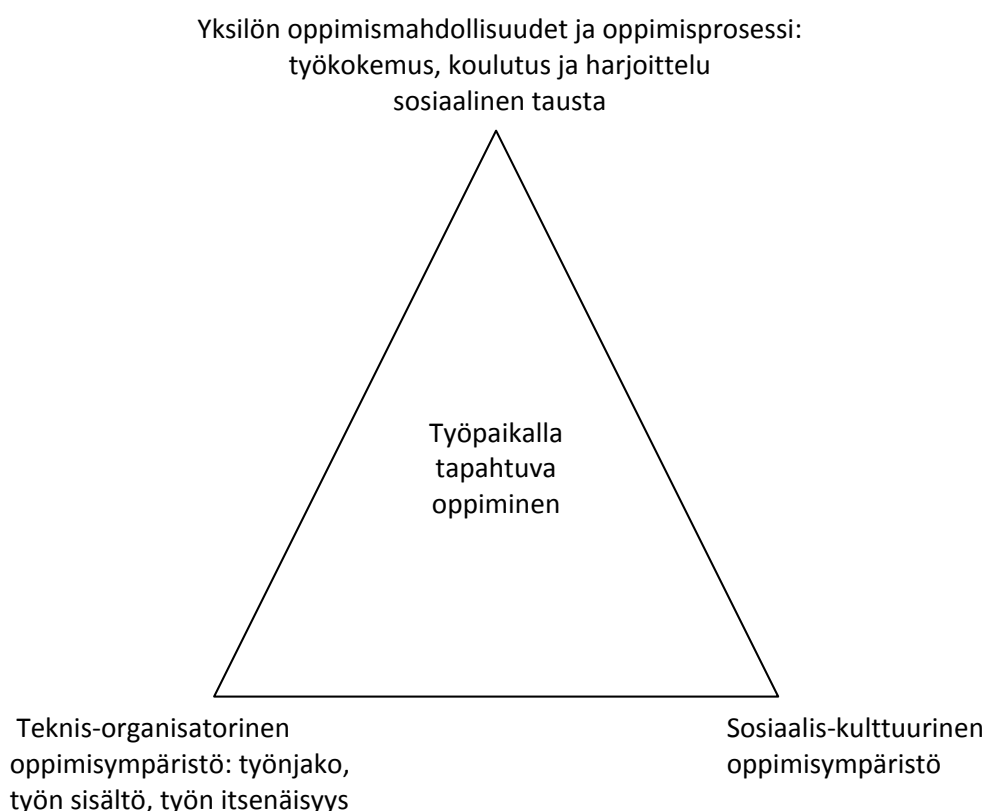 Yksilön oppimismahdollisuudet ja oppimisprosessi:
työkokemus, koulutus ja harjoittelu
sosiaalinen tausta
Työpaikalla
tapahtuva
oppiminen
Teknis-organisatorinen
oppimisympäristö: työnjako,
työn sisältö, työn itsenäisyys
Sosiaalis-kulttuurinen
oppimisympäristö